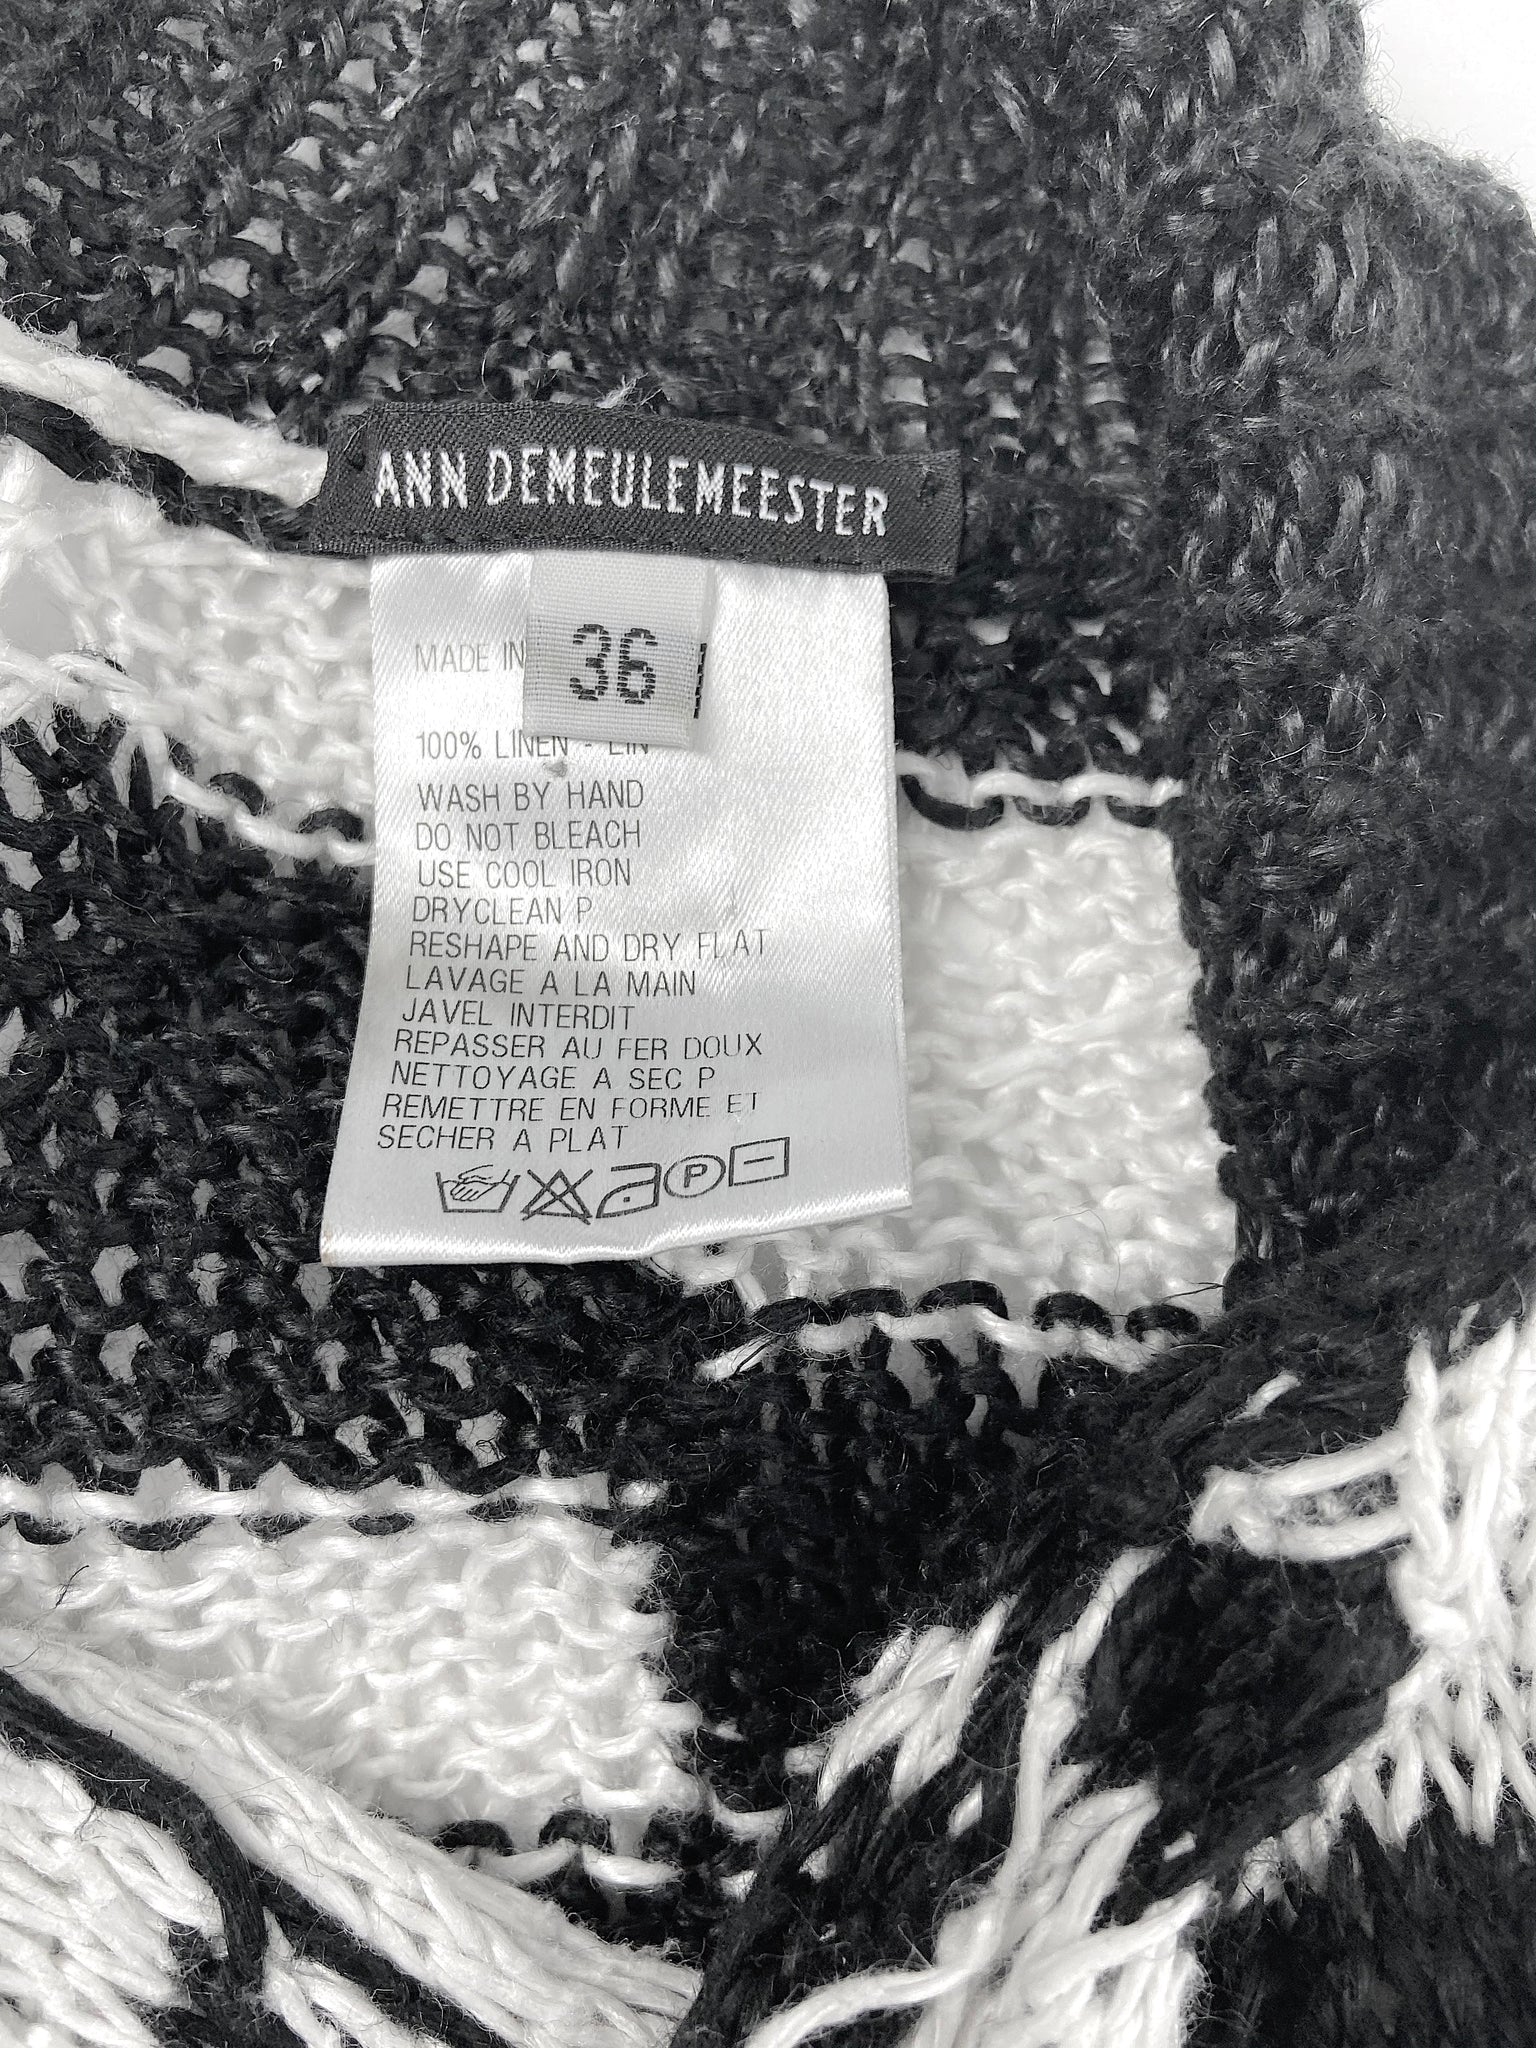 ANN DEMEULEMEESTER
36
MADE IN
100% LINEN - LIN
WASH BY HAND
DO NOT BLEACH
USE COOL IRON
DRYCLEAN P
RESHAPE AND DRY FLAT
LAVAGE A LA MAIN
JAVEL INTERDIT
REPASSER AU FER DOUX
NETTOYAGE A SEC P
REMETTRE EN FORME ET
SECHER A PLAT
P